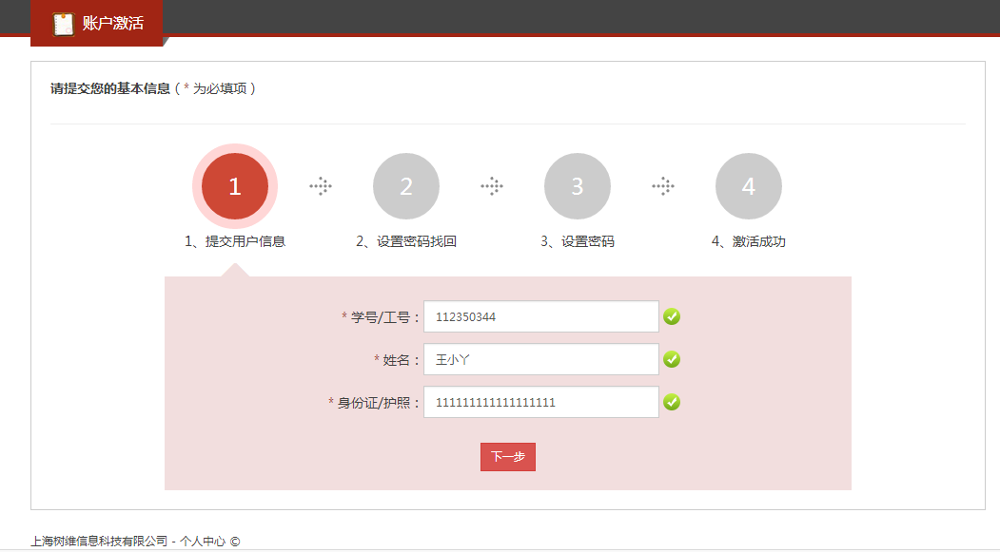 账户激活
请提交您的基本信息 ( * 为必填项 )
1 2 3 4
1、提交用户信息 2、设置密码找回 3、设置密码 4、激活成功
* 学号/工号： 112350344
* 姓名： 王小丫
* 身份证/护照： 111111111111111111
下一步
上海树维信息科技有限公司 - 个人中心 ©